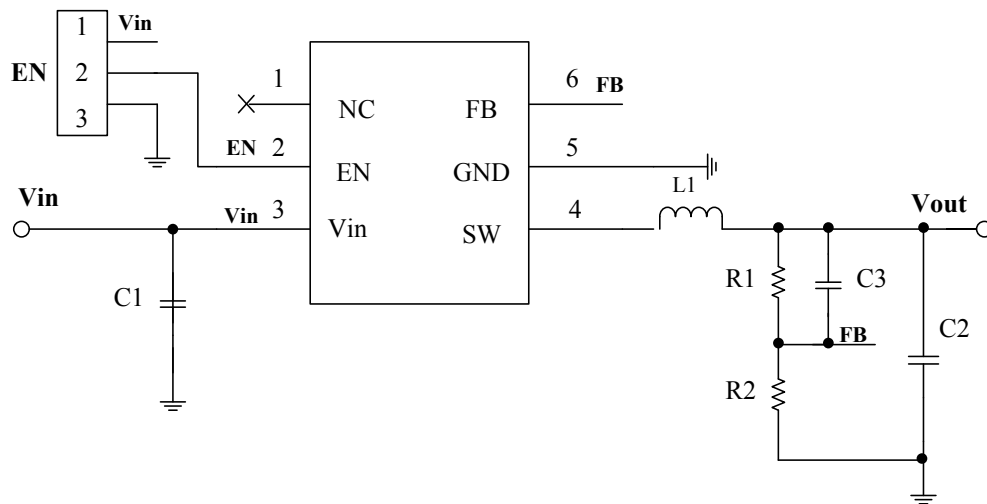 1 Vin
EN 2
3
1 NC
EN 2 EN
Vin
Vin 3 Vin
FB 6 FB
GND 5
SW 4
L1
Vout
C1
R1 C3
FB
C2
R2